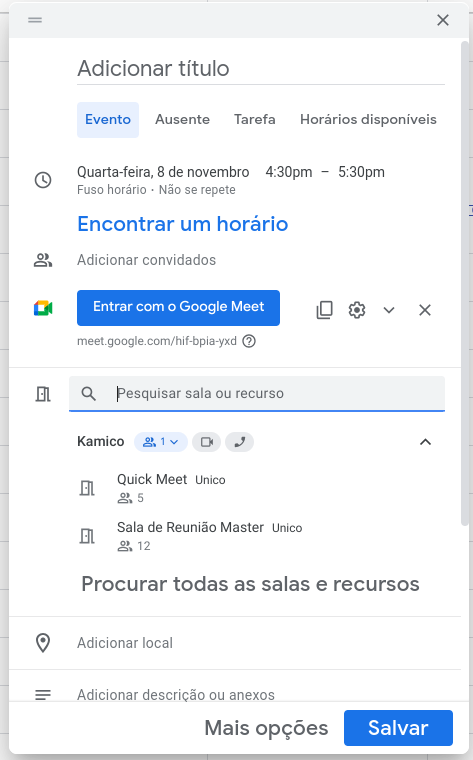 Adicionar título
Evento Ausente Tarefa Horários disponíveis
Quarta-feira, 8 de novembro 4:30pm – 5:30pm
Fuso horário · Não se repete
Encontrar um horário
Adicionar convidados
Entrar com o Google Meet
meet.google.com/hif-bpia-yxd
Pesquisar sala ou recurso
Kamico 1
Quick Meet Unico
5
Sala de Reunião Master Unico
12
Procurar todas as salas e recursos
Adicionar local
Adicionar descrição ou anexos
Mais opções Salvar